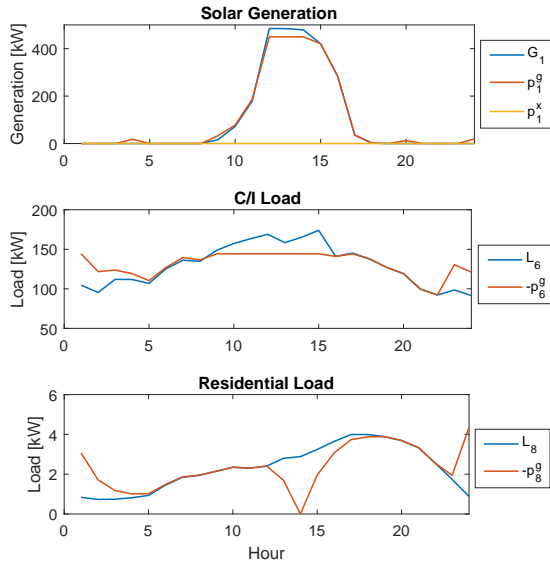 Solar Generation
Generation [kW]
400
200
0
0 5 10 15 20
G₁
p₁ᵍ
p₁ˣ
C/I Load
Load [kW]
200
150
100
50
0 5 10 15 20
L₆
-p₆ᵍ
Residential Load
Load [kW]
6
4
2
0
0 5 10 15 20
Hour
L₈
-p₈ᵍ